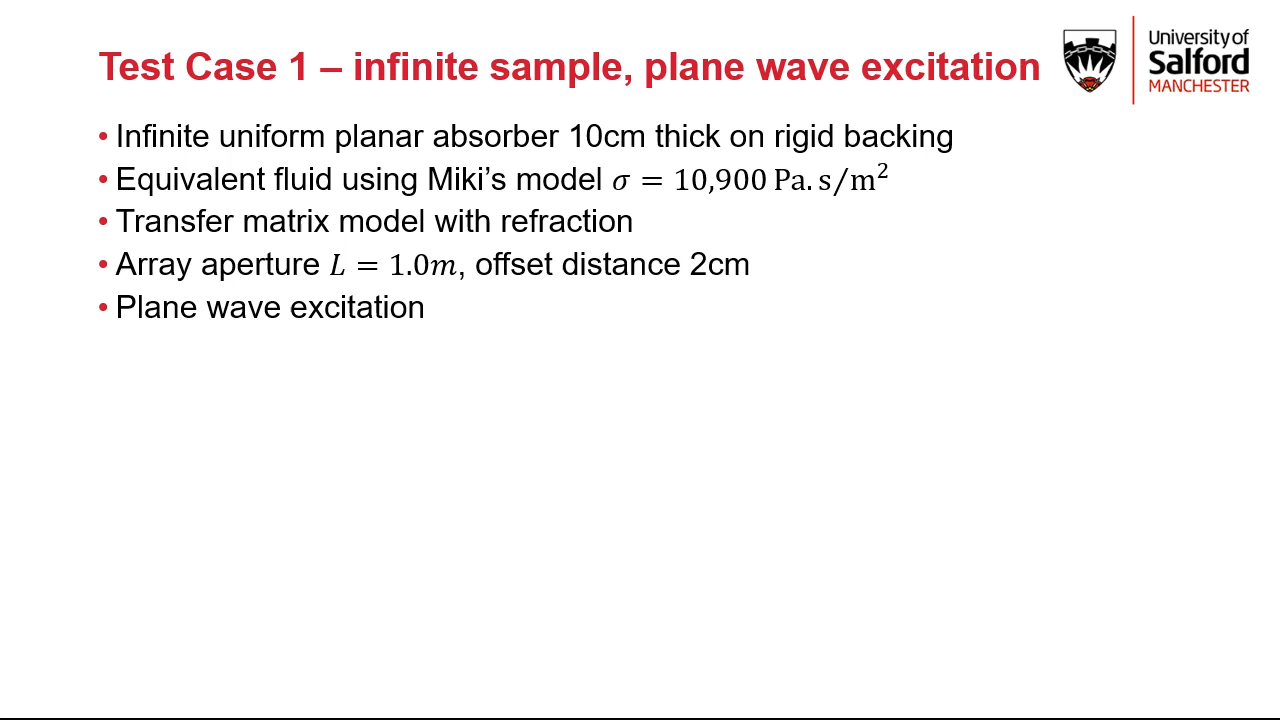 Test Case 1 – infinite sample, plane wave excitation
University of
Salford
MANCHESTER
• Infinite uniform planar absorber 10cm thick on rigid backing
• Equivalent fluid using Miki’s model 𝜎 = 10,900 Pa. s/m²
• Transfer matrix model with refraction
• Array aperture 𝐿 = 1.0𝑚, offset distance 2cm
• Plane wave excitation